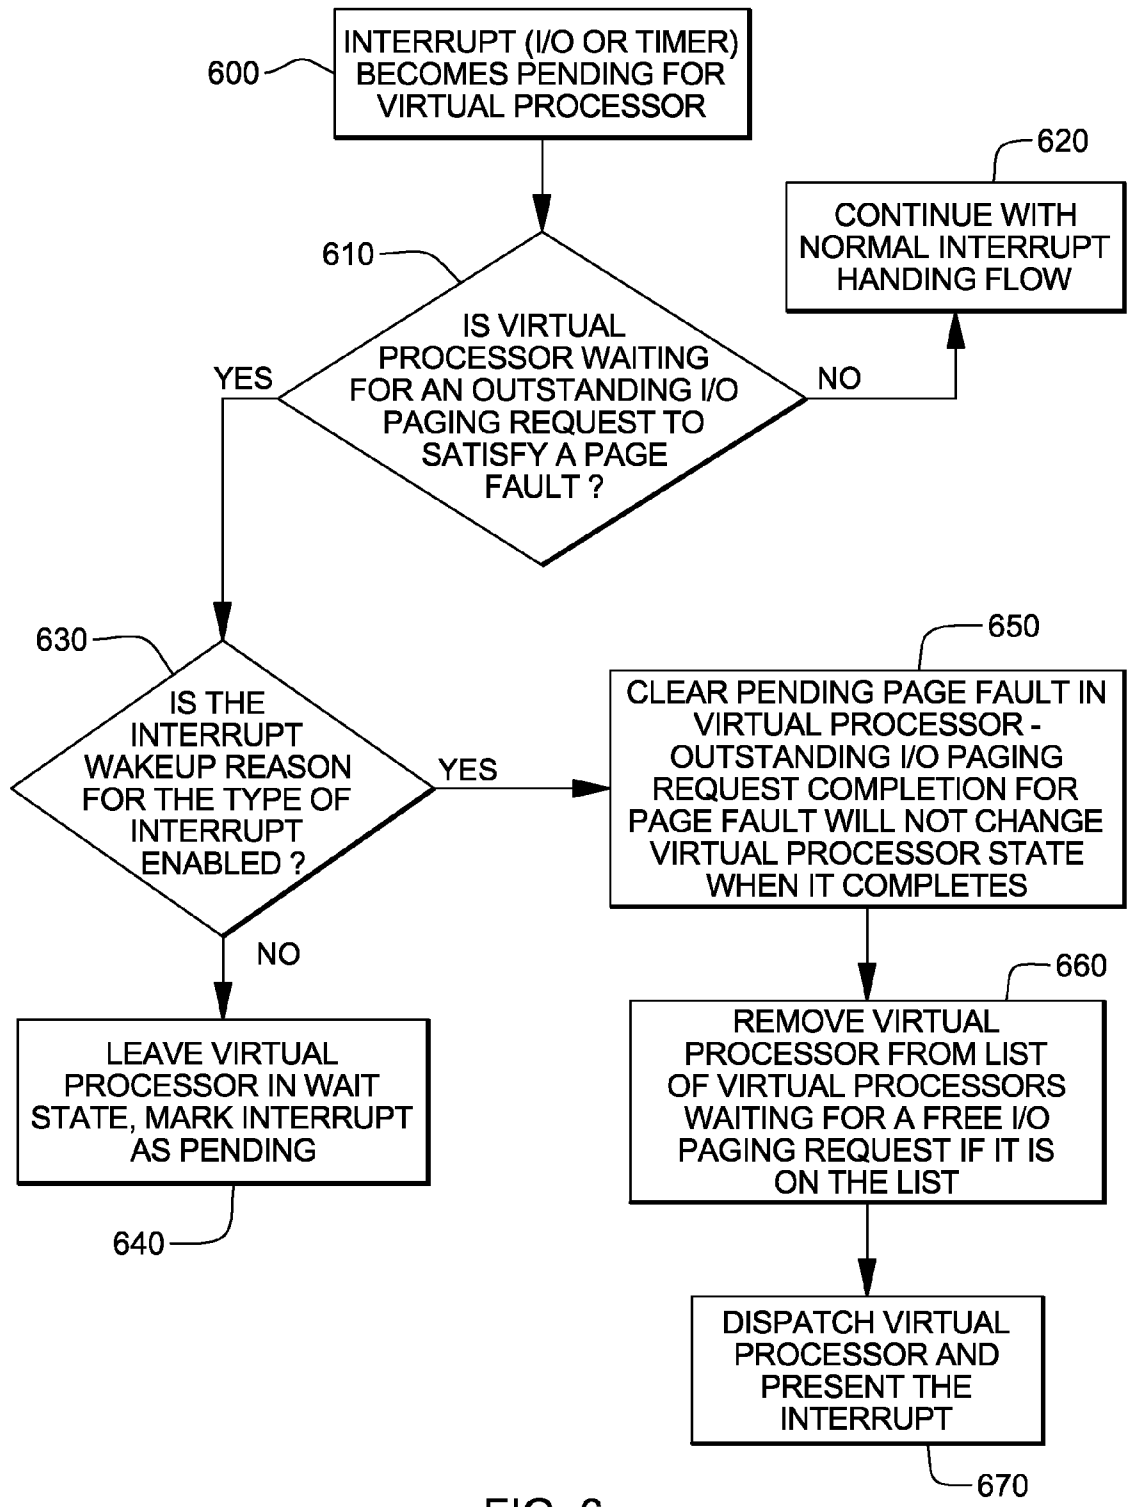 INTERRUPT (I/O OR TIMER)
BECOMES PENDING FOR
VIRTUAL PROCESSOR
600
620
CONTINUE WITH
NORMAL INTERRUPT
HANDING FLOW
610
IS VIRTUAL
PROCESSOR WAITING
FOR AN OUTSTANDING I/O
PAGING REQUEST TO
SATISFY A PAGE
FAULT ?
YES
NO
630
IS THE
INTERRUPT
WAKEUP REASON
FOR THE TYPE OF
INTERRUPT
ENABLED ?
YES
NO
650
CLEAR PENDING PAGE FAULT IN
VIRTUAL PROCESSOR -
OUTSTANDING I/O PAGING
REQUEST COMPLETION FOR
PAGE FAULT WILL NOT CHANGE
VIRTUAL PROCESSOR STATE
WHEN IT COMPLETES
LEAVE VIRTUAL
PROCESSOR IN WAIT
STATE, MARK INTERRUPT
AS PENDING
640
660
REMOVE VIRTUAL
PROCESSOR FROM LIST
OF VIRTUAL PROCESSORS
WAITING FOR A FREE I/O
PAGING REQUEST IF IT IS
ON THE LIST
DISPATCH VIRTUAL
PROCESSOR AND
PRESENT THE
INTERRUPT
670